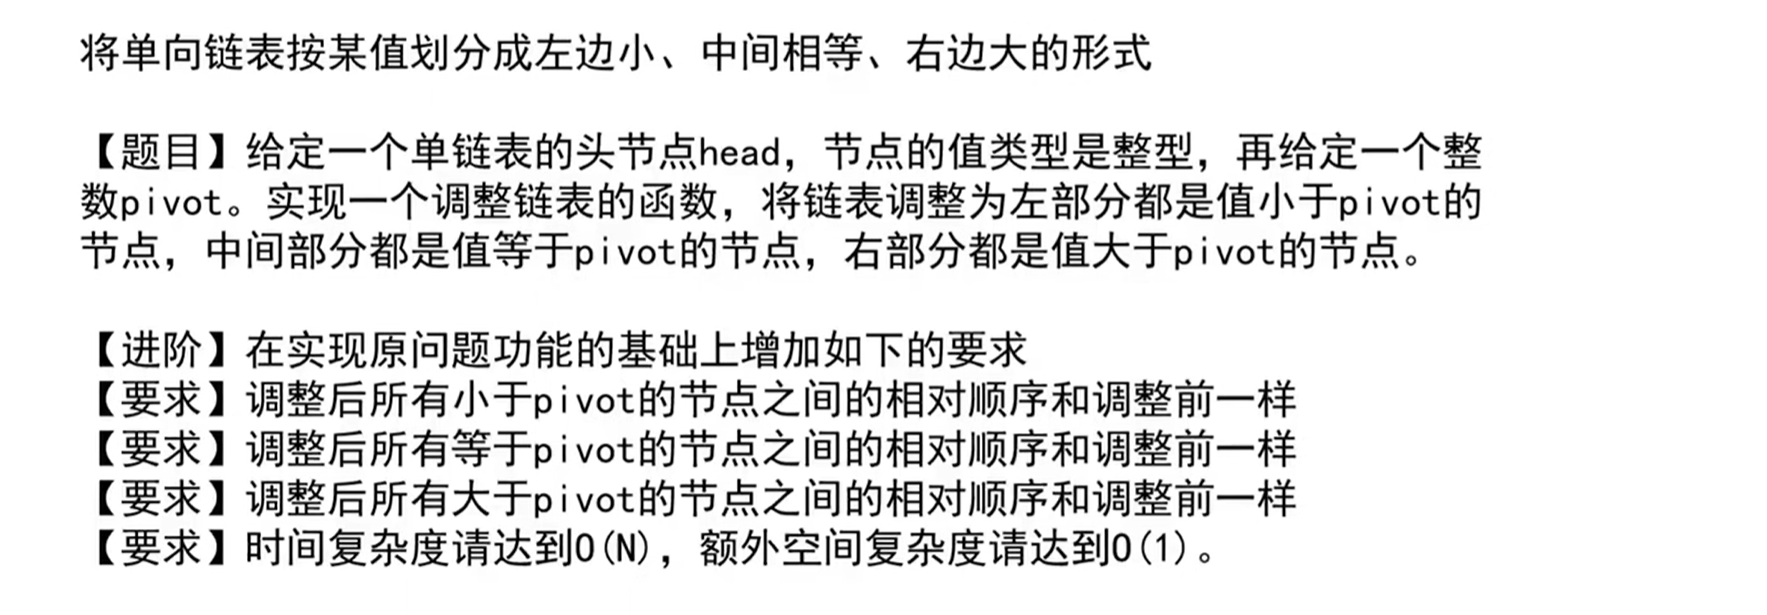 将单向链表按某值划分成左边小、中间相等、右边大的形式
【题目】给定一个单链表的头节点head，节点的值类型是整型，再给定一个整
数pivot。实现一个调整链表的函数，将链表调整为左部分都是值小于pivot的
节点，中间部分都是值等于pivot的节点，右部分都是值大于pivot的节点。
【进阶】在实现原问题功能的基础上增加如下的要求
【要求】调整后所有小于pivot的节点之间的相对顺序和调整前一样
【要求】调整后所有等于pivot的节点之间的相对顺序和调整前一样
【要求】调整后所有大于pivot的节点之间的相对顺序和调整前一样
【要求】时间复杂度请达到O(N)，额外空间复杂度请达到O(1)。